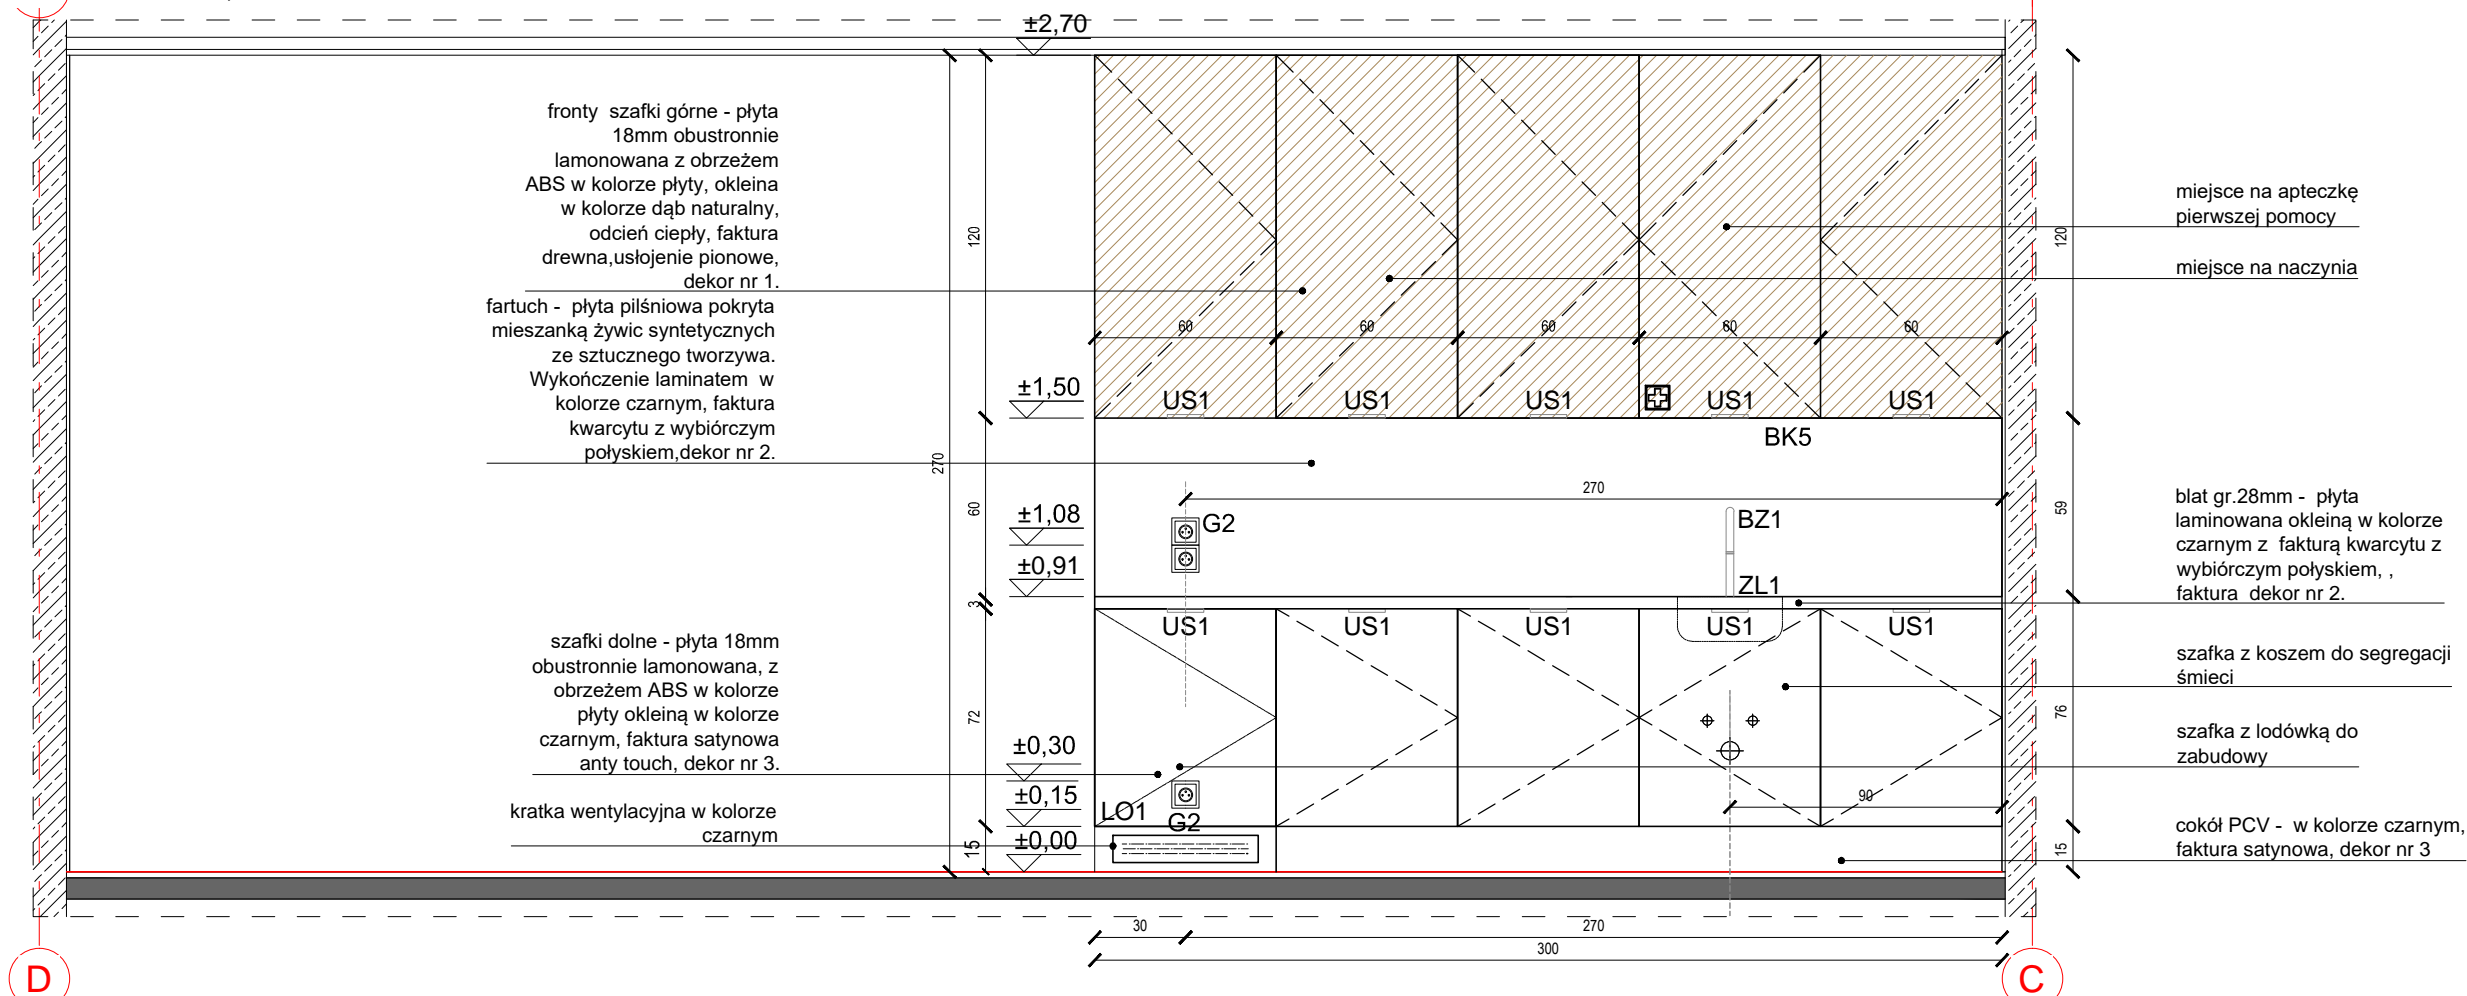 ±2,70
fronty szafki górne - płyta
18mm obustronnie
lamonowana z obrzeżem
ABS w kolorze płyty, okleina
w kolorze dąb naturalny,
odcień ciepły, faktura
drewna,usłojenie pionowe,
dekor nr 1.
fartuch - płyta pilśniowa pokryta
mieszanką żywic syntetycznych
ze sztucznego tworzywa.
Wykończenie laminatem w
kolorze czarnym, faktura
kwarcytu z wybiórczym
połyskiem,dekor nr 2.
szafki dolne - płyta 18mm
obustronnie lamonowana, z
obrzeżem ABS w kolorze
płyty okleiną w kolorze
czarnym, faktura satynowa
anty touch, dekor nr 3.
kratka wentylacyjna w kolorze
czarnym
270
120
60
3
72
15
±1,50
±1,08
±0,91
±0,30
±0,15
±0,00
60 60 60 60 60
US1 US1 US1 US1 US1
BK5
270
G2
BZ1
ZL1
US1 US1 US1 US1 US1
90
LO1
G2
120
59
76
15
miejsce na apteczkę
pierwszej pomocy
miejsce na naczynia
blat gr.28mm - płyta
laminowana okleiną w kolorze
czarnym z fakturą kwarcytu z
wybiórczym połyskiem, ,
faktura dekor nr 2.
szafka z koszem do segregacji
śmieci
szafka z lodówką do
zabudowy
cokół PCV - w kolorze czarnym,
faktura satynowa, dekor nr 3
30 270
300
D C